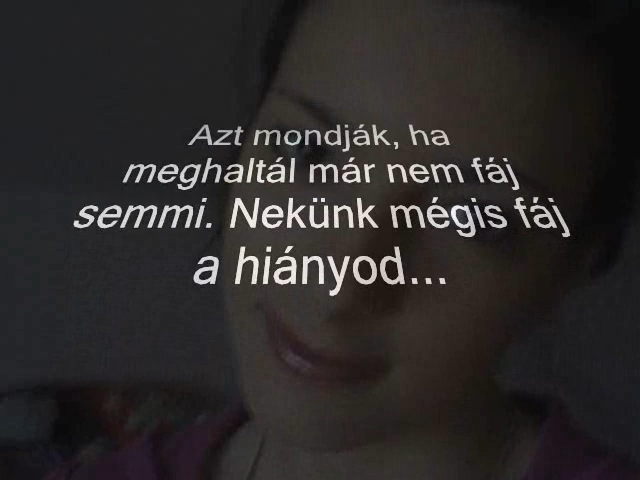 Azt mondják, ha
meghaltál már nem fáj
semmi. Nekünk mégis fáj
a hiányod...